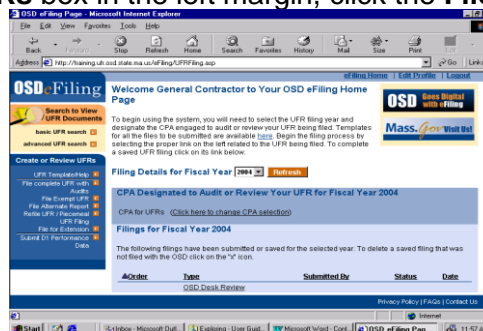 RS box in the left margin, click the Fil
OSD eFiling Page - Microsoft Internet Explorer
File Edit View Favorites Tools Help
Back Stop Refresh Home Search Favorites History Mail Size Print
Address http://training.uh.osd.state.ma.us/eFiling/UFRFiling.asp Go Links
eFiling Home | Edit Profile | Logout
OSDeFiling
Search to View
UFR Documents
basic UFR search
advanced UFR search
Create or Review UFRs
UFR Template/Help
File complete UFR with
Audits
File Exempt UFR
File Alternate Report
Refile UFR / Piecemeal
UFR Filing
File for Extension
Submit D1 Performance
Data
Welcome General Contractor to Your OSD eFiling Home
Page
To begin using the system, you will need to select the UFR filing year and
designate the CPA engaged to audit or review your UFR being filed. Templates
for all the files to be submitted are available here. Begin the filing process by
selecting the proper link on the left related to the UFR being filed. To complete
a saved UFR filing click on its link below.
OSD Goes Digital
with eFiling
Mass.Gov Visit Us!
Filing Details for Fiscal Year 2004 Refresh
CPA Designated to Audit or Review Your UFR for Fiscal Year
2004
CPA for UFRs (Click here to change CPA selection)
Filings for Fiscal Year 2004
The following filings have been submitted or saved for the selected year. To delete a saved filing that was
not filed with the OSD click on the "x" icon.
Order Type Submitted By Status Date
OSD Desk Review
Privacy Policy | FAQs | Contact Us
Internet
Start Inbox - Microsoft Outl... Exploring - User Guid... Microsoft Word - Cont... OSD eFiling Pag... 11:57 A